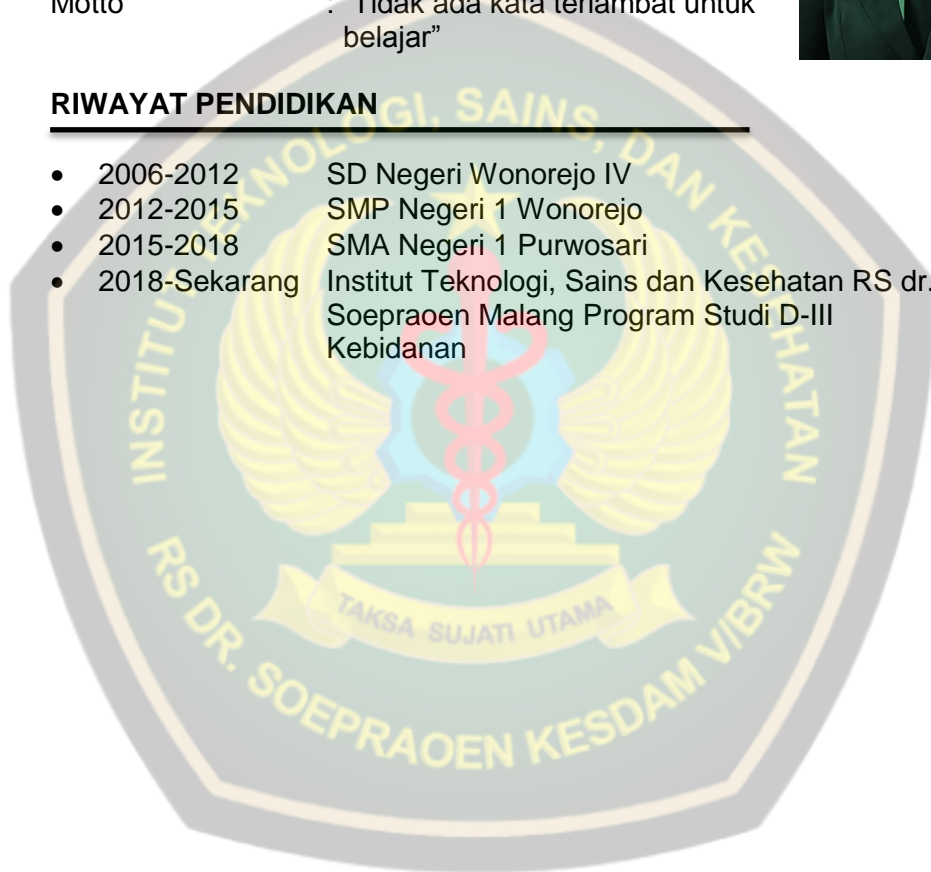 Motto : "Tidak ada kata terlambat untuk
belajar”
RIWAYAT PENDIDIKAN
• 2006-2012 SD Negeri Wonorejo IV
• 2012-2015 SMP Negeri 1 Wonorejo
• 2015-2018 SMA Negeri 1 Purwosari
• 2018-Sekarang Institut Teknologi, Sains dan Kesehatan RS dr.
Soepraoen Malang Program Studi D-III
Kebidanan
INSTITUT TEKNOLOGI, SAINS, DAN KESEHATAN
TAKSA SUJATI UTAMA
RS DR. SOEPRAOEN KESDAM V/BRW